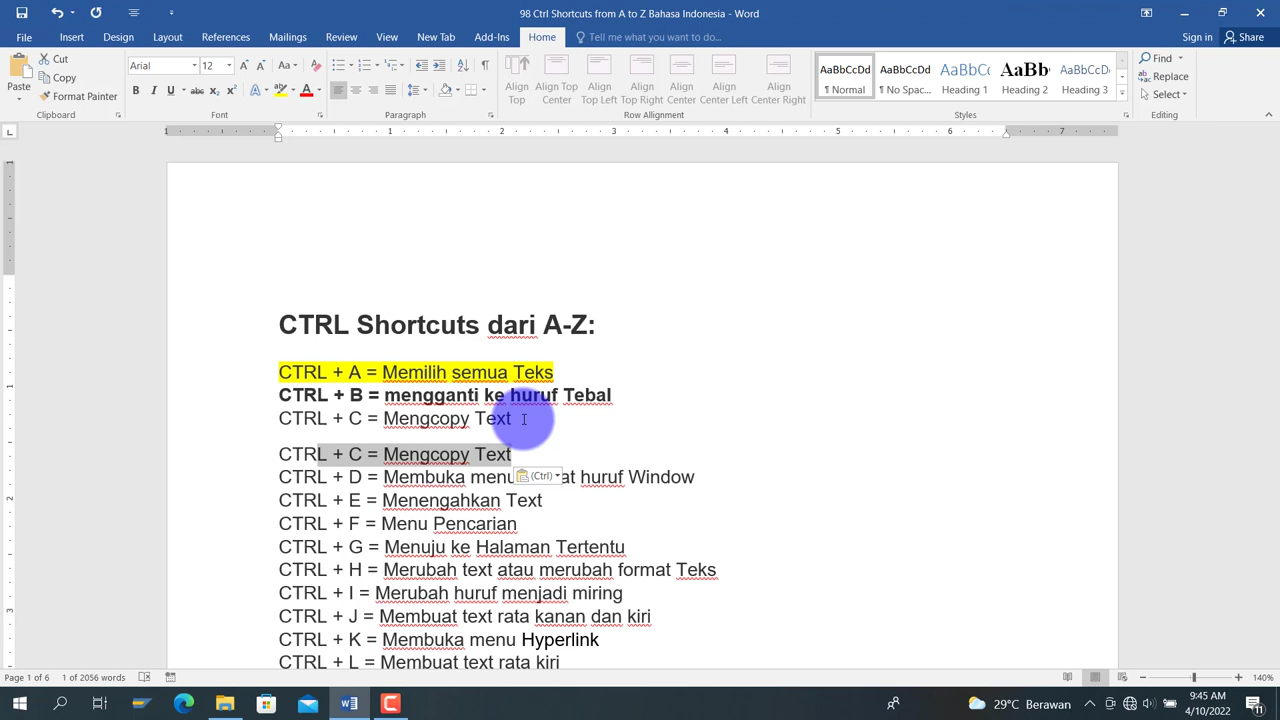 98 Ctrl Shortcuts from A to Z Bahasa Indonesia - Word
File Insert Design Layout References Mailings Review View New Tab Add-Ins Home Tell me what you want to do... Sign in Share
Paste
Cut
Copy
Format Painter
Clipboard
Arial 12
Font
Paragraph
Align Top
Align Top Center
Align Top Left
Align Top Right
Align Center
Align Center Left
Align Center Right
Row Alignment
AaBbCcDd AaBbCcDd AaBbC AaBb AaBbCcD
¶ Normal ¶ No Spac... Heading 1 Heading 2 Heading 3
Styles
Find
Replace
Select
Editing
CTRL Shortcuts dari A-Z:
CTRL + A = Memilih semua Teks
CTRL + B = mengganti ke huruf Tebal
CTRL + C = Mengcopy Text
CTRL + C = Mengcopy Text
(Ctrl)
CTRL + D = Membuka menu at huruf Window
CTRL + E = Menengahkan Text
CTRL + F = Menu Pencarian
CTRL + G = Menuju ke Halaman Tertentu
CTRL + H = Merubah text atau merubah format Teks
CTRL + I = Merubah huruf menjadi miring
CTRL + J = Membuat text rata kanan dan kiri
CTRL + K = Membuka menu Hyperlink
CTRL + L = Membuat text rata kiri
Page 1 of 6 1 of 2056 words 140%
29°C Berawan
9:45 AM
4/10/2022
11